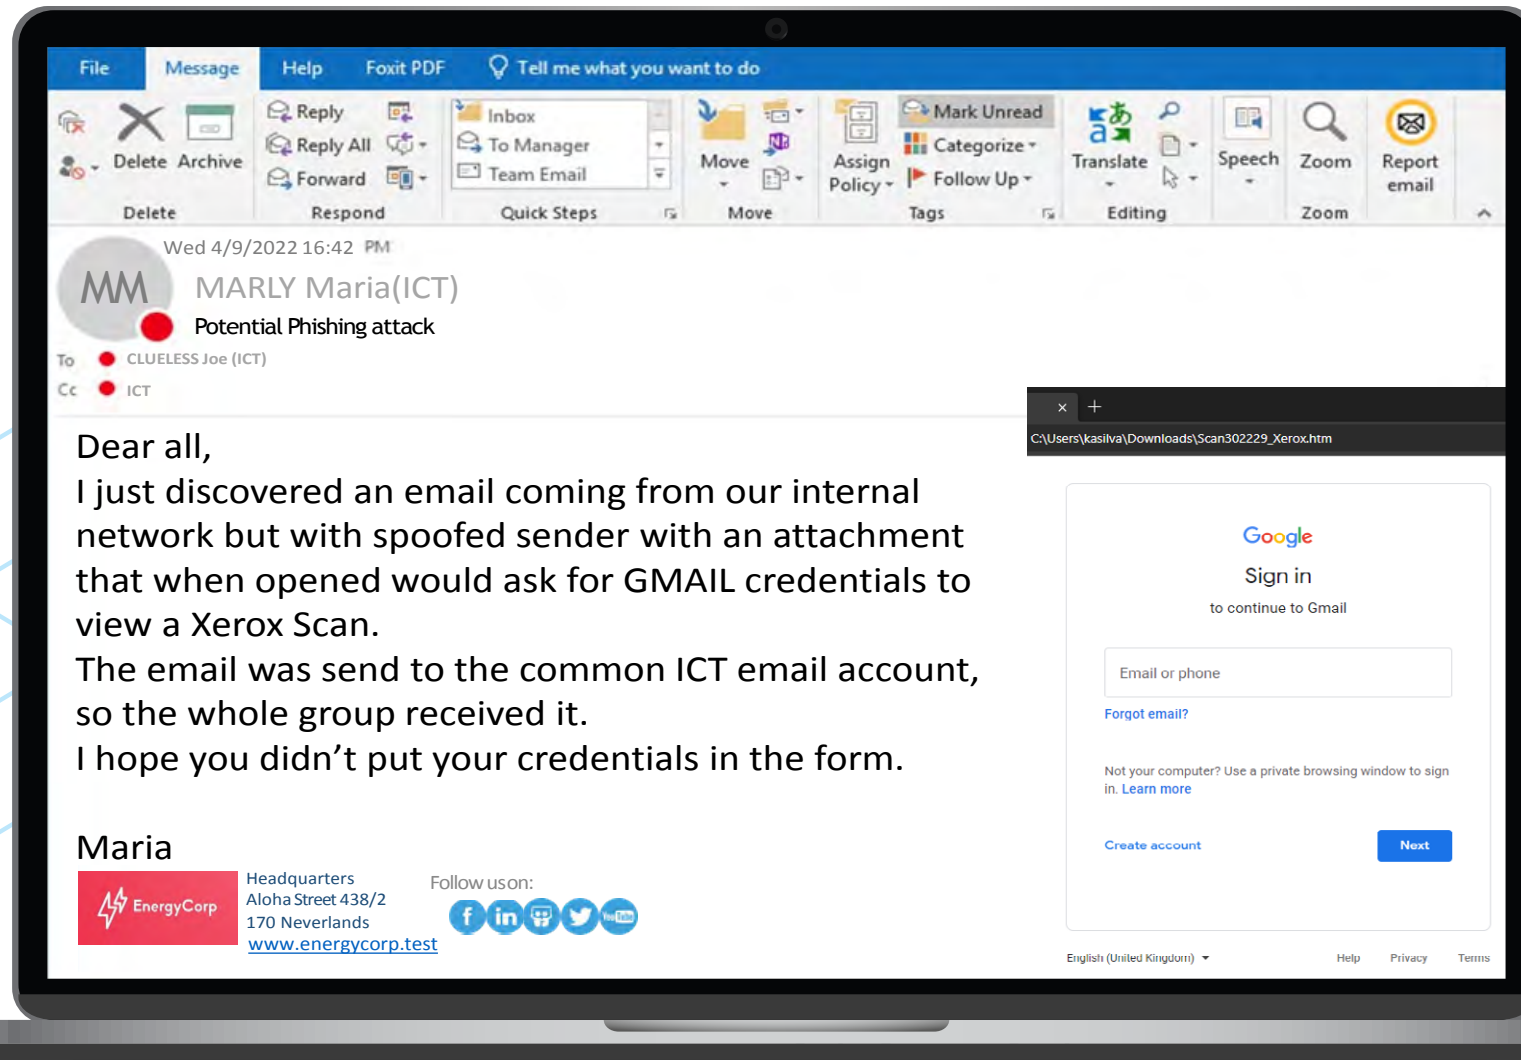 File Message Help Foxit PDF Tell me what you want to do
Delete Archive
Reply
Reply All
Forward
Inbox
To Manager
Team Email
Move
Assign Policy
Mark Unread
Categorize
Follow Up
Translate
Speech
Zoom
Report email
Delete Respond Quick Steps Move Tags Editing Zoom
Wed 4/9/2022 16:42 PM
MM
MARLY Maria(ICT)
Potential Phishing attack
To CLUELESS Joe (ICT)
Cc ICT
Dear all,
I just discovered an email coming from our internal
network but with spoofed sender with an attachment
that when opened would ask for GMAIL credentials to
view a Xerox Scan.
The email was send to the common ICT email account,
so the whole group received it.
I hope you didn’t put your credentials in the form.
Maria
EnergyCorp
Headquarters
Aloha Street 438/2
170 Neverlands
www.energycorp.test
Follow us on:
f in You Tube
C:\Users\kasilva\Downloads\Scan302229_Xerox.htm
Google
Sign in
to continue to Gmail
Email or phone
Forgot email?
Not your computer? Use a private browsing window to sign
in. Learn more
Create account Next
English (United Kingdom) Help Privacy Terms